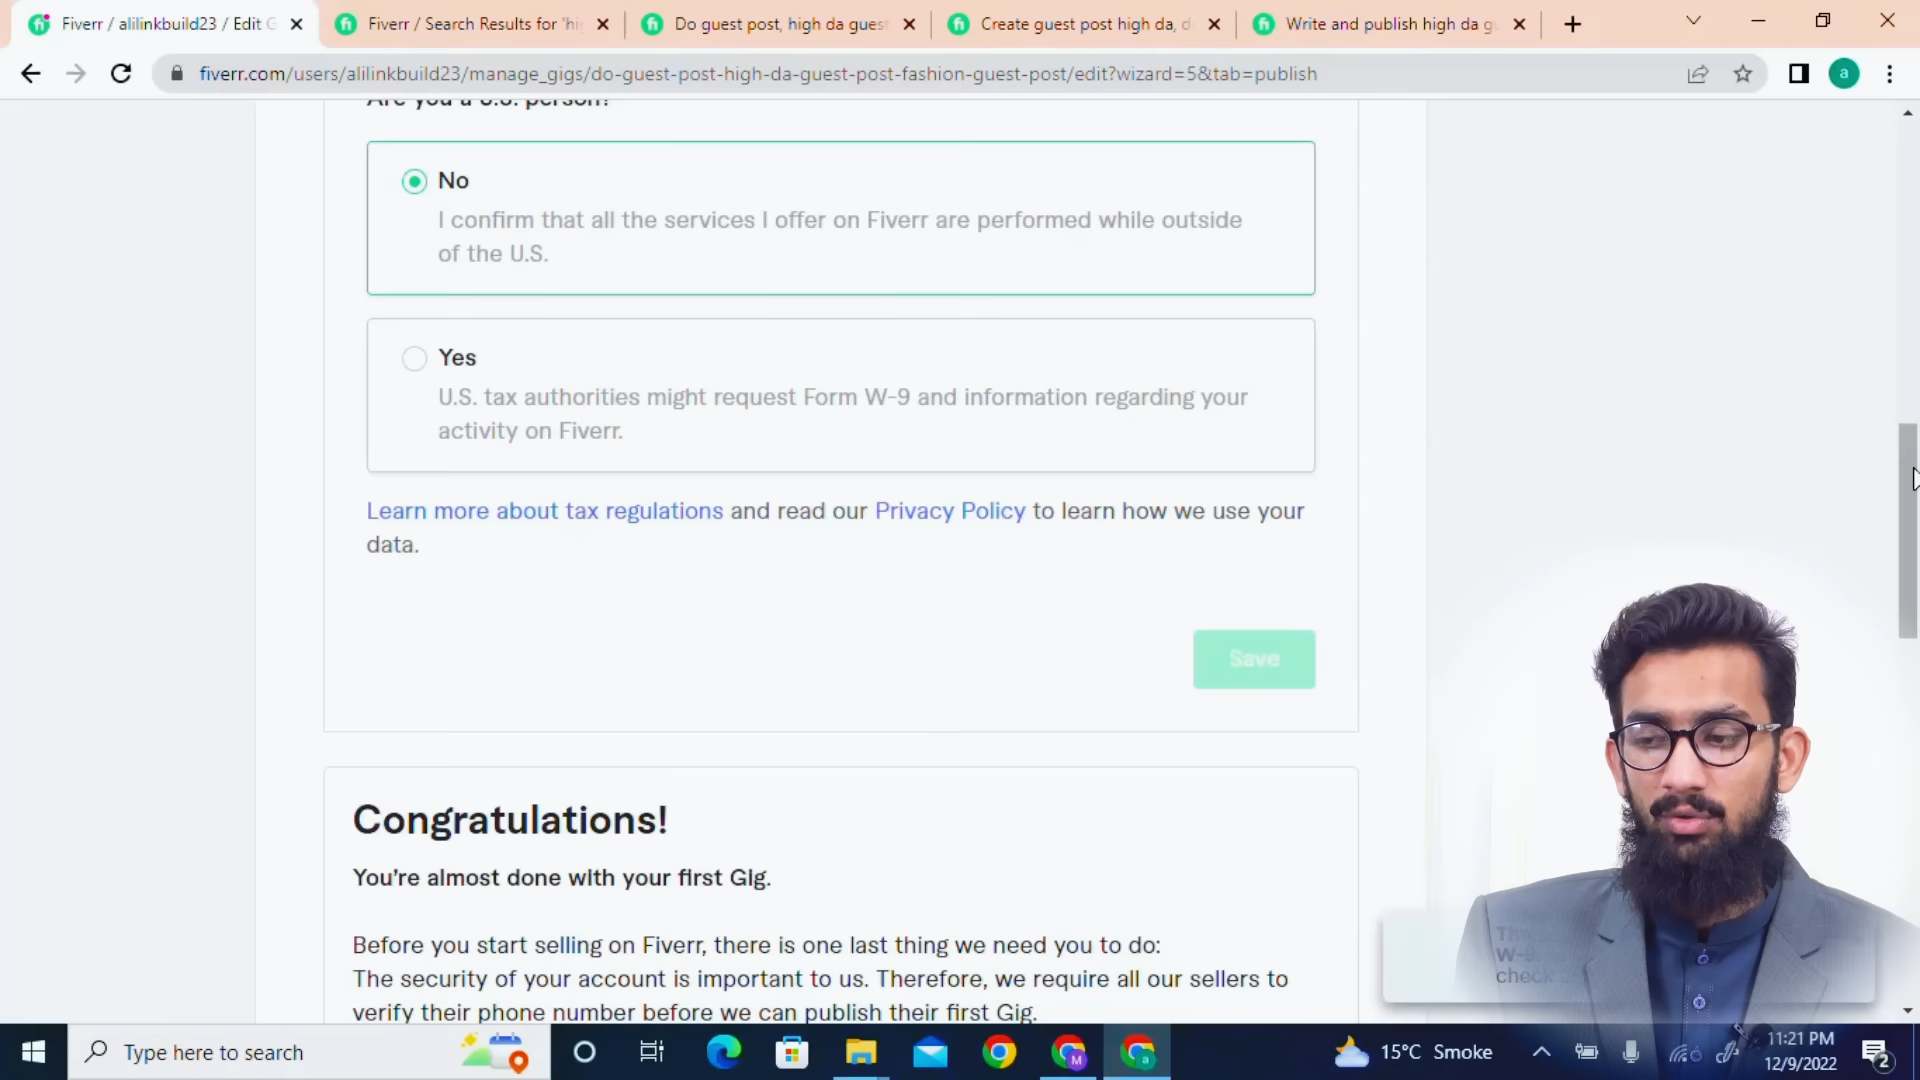 Fiverr / alilinkbuild23 / Edit G
Fiverr / Search Results for 'hi
Do guest post, high da guest
Create guest post high da, d
Write and publish high da g
fiverr.com/users/alilinkbuild23/manage_gigs/do-guest-post-high-da-guest-post-fashion-guest-post/edit?wizard=5&tab=publish
a
Are you a U.S. person?
No
I confirm that all the services I offer on Fiverr are performed while outside
of the U.S.
Yes
U.S. tax authorities might request Form W-9 and information regarding your
activity on Fiverr.
Learn more about tax regulations and read our Privacy Policy to learn how we use your
data.
Save
Congratulations!
You're almost done with your first Gig.
Before you start selling on Fiverr, there is one last thing we need you to do:
The security of your account is important to us. Therefore, we require all our sellers to
verify their phone number before we can publish their first Gig.
W-9
check
Type here to search
15°C Smoke
11:21 PM
12/9/2022
2